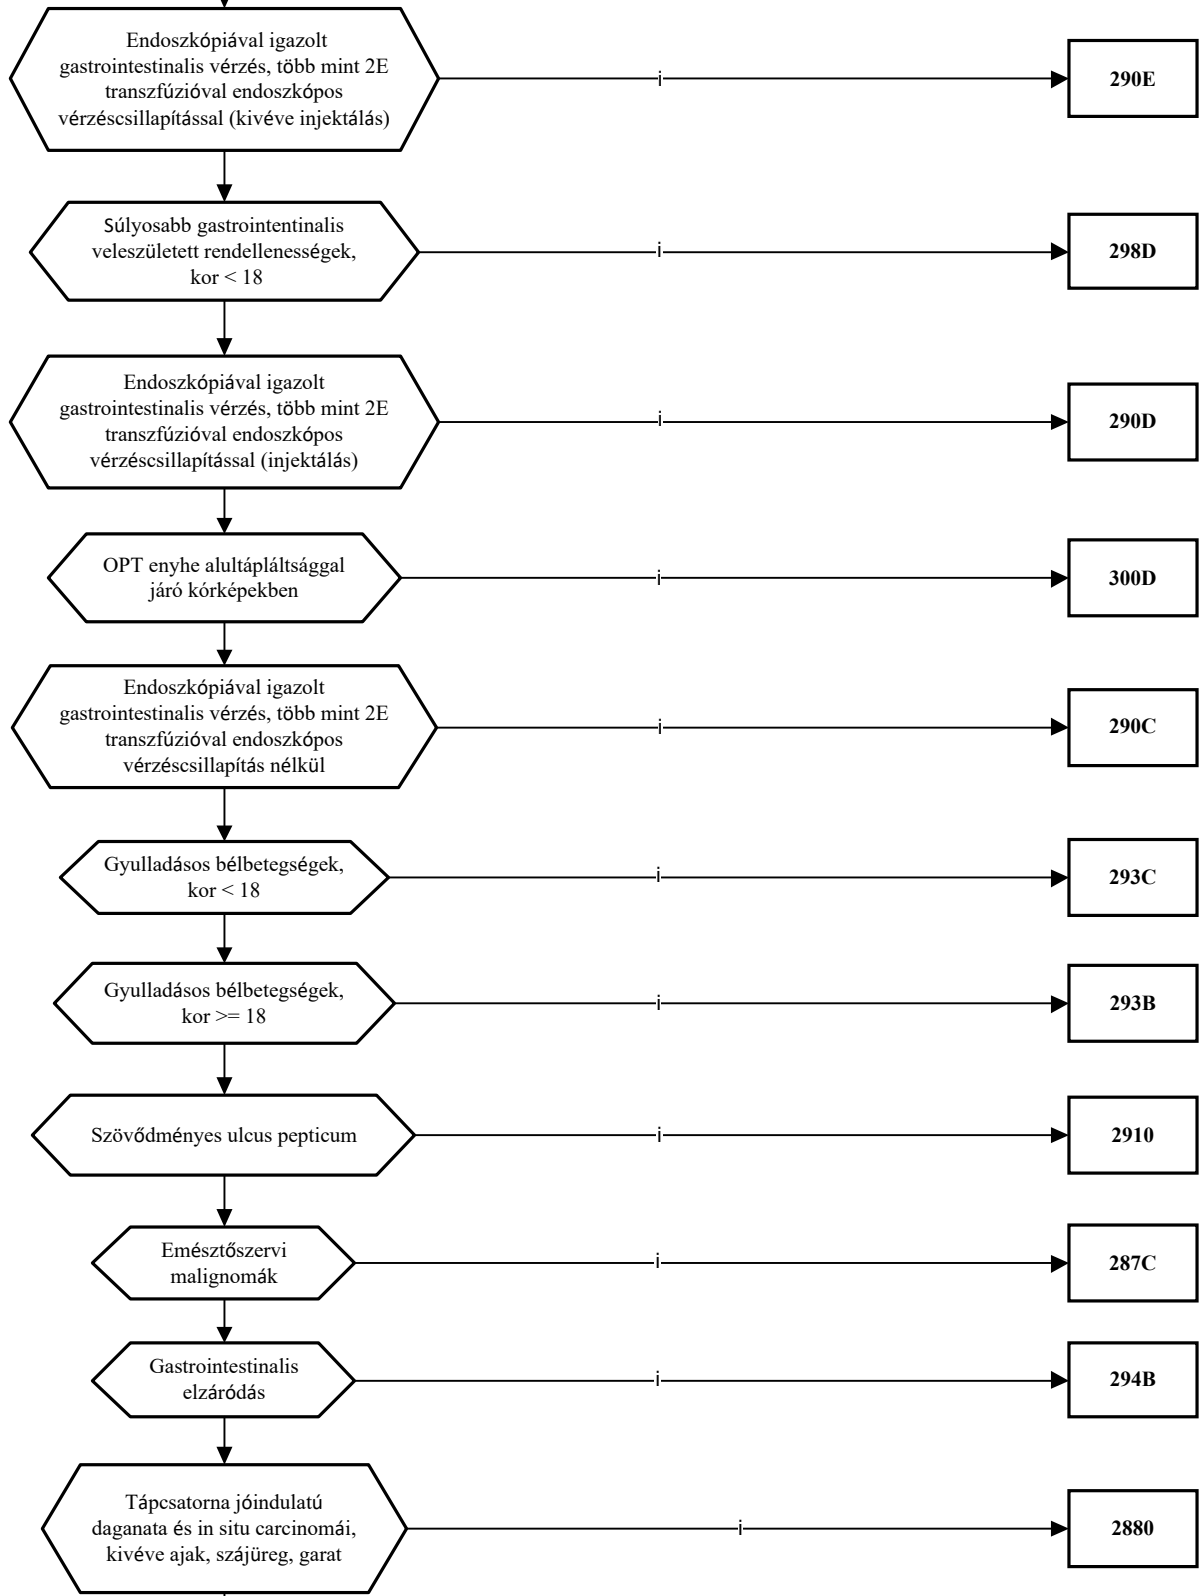 Endoszkópiával igazolt
gastrointestinalis vérzés, több mint 2E
transzfúzióval endoszkópos
vérzéscsillapítással (kivéve injektálás)
i
290E
Súlyosabb gastrointentinalis
veleszületett rendellenességek,
kor < 18
i
298D
Endoszkópiával igazolt
gastrointestinalis vérzés, több mint 2E
transzfúzióval endoszkópos
vérzéscsillapítással (injektálás)
i
290D
OPT enyhe alultápláltsággal
járó kórképekben
i
300D
Endoszkópiával igazolt
gastrointestinalis vérzés, több mint 2E
transzfúzióval endoszkópos
vérzéscsillapítás nélkül
i
290C
Gyulladásos bélbetegségek,
kor < 18
i
293C
Gyulladásos bélbetegségek,
kor >= 18
i
293B
Szövődményes ulcus pepticum
i
2910
Emésztőszervi
malignomák
i
287C
Gastrointestinalis
elzáródás
i
294B
Tápcsatorna jóindulatú
daganata és in situ carcinomái,
kivéve ajak, szájüreg, garat
i
2880